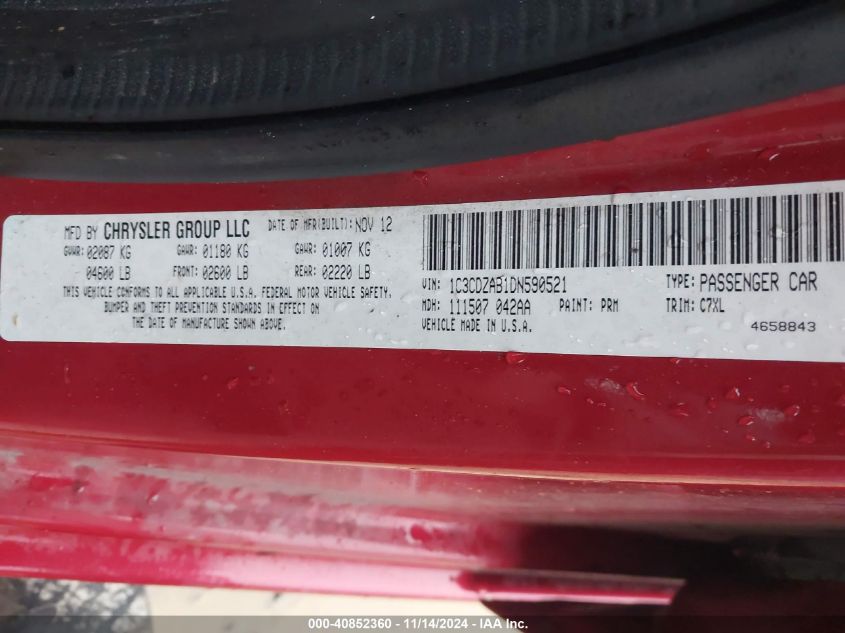 MFD BY CHRYSLER GROUP LLC DATE OF MFR(BUILT): NOV 12
GVWR: 02087 KG GAWR: 01180 KG GAWR: 01007 KG
04600 LB FRONT: 02600 LB REAR: 02220 LB
THIS VEHICLE CONFORMS TO ALL APPLICABLE U.S.A. FEDERAL MOTOR VEHICLE SAFETY,
BUMPER AND THEFT PREVENTION STANDARDS IN EFFECT ON
THE DATE OF MANUFACTURE SHOWN ABOVE.
VIN: 1C3CDZAB1DN590521 TYPE: PASSENGER CAR
MDH: 111507 042AA PAINT: PRM TRIM: C7XL
VEHICLE MADE IN U.S.A. 4658843
000-40852360 - 11/14/2024 - IAA Inc.